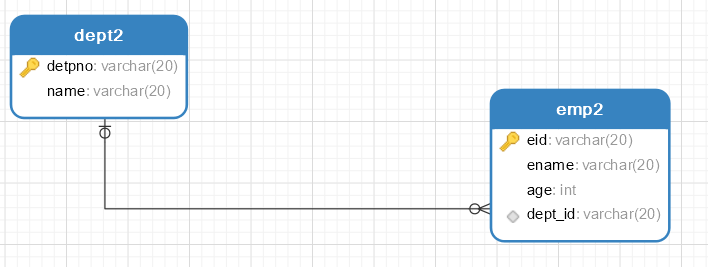 dept2
detpno: varchar(20)
name: varchar(20)
emp2
eid: varchar(20)
ename: varchar(20)
age: int
dept_id: varchar(20)